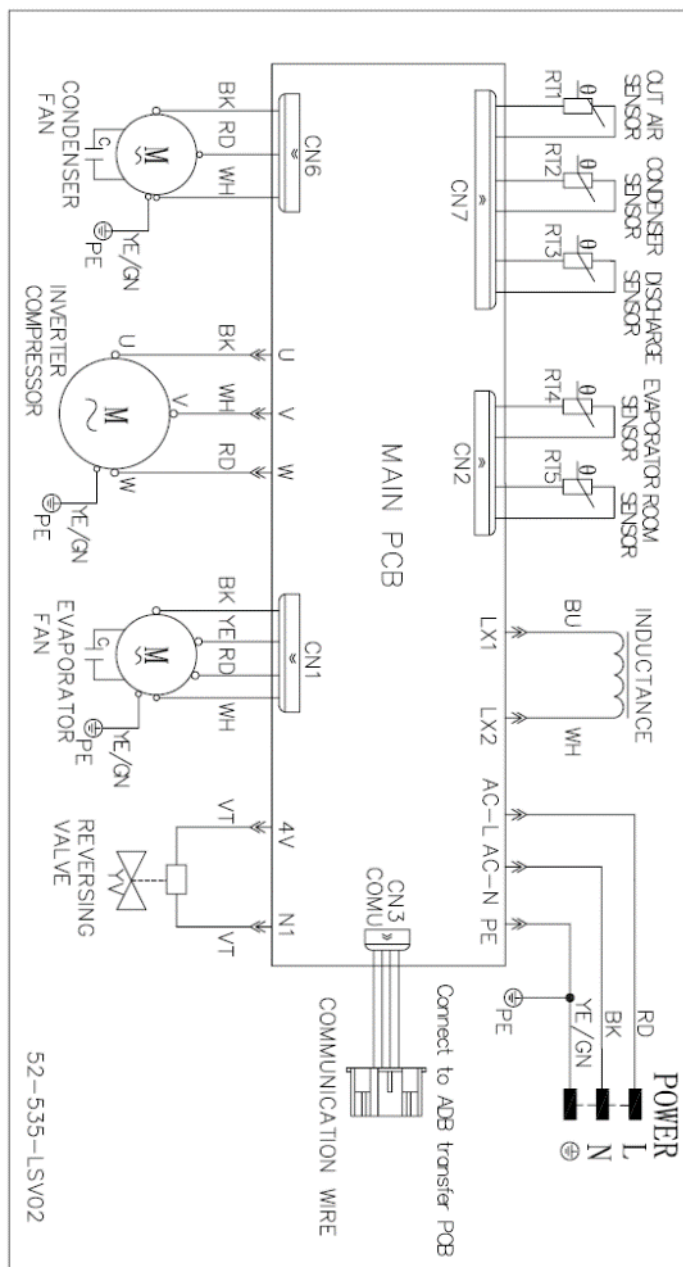 OUT AIR
SENSOR
CONDENSER
SENSOR
DISCHARGE
SENSOR
EVAPORATOR
SENSOR
ROOM
SENSOR
INDUCTANCE
POWER
L
N
θ
RT1
θ
RT2
θ
RT3
θ
RT4
θ
RT5
BU
WH
RD
BK
YE/GN
PE
CN7
CN2
LX1
LX2
AC-L
AC-N
PE
MAIN PCB
CN3
COMU
Connect to ADB transfer PCB
COMMUNICATION WIRE
CN6
U
V
W
CN1
4V
N1
BK
RD
WH
BK
WH
RD
BK
YE
RD
WH
VT
VT
M
~
C
YE/GN
PE
CONDENSER
FAN
U
V
W
M
~
YE/GN
PE
INVERTER
COMPRESSOR
M
~
C
YE/GN
PE
EVAPORATOR
FAN
YV
REVERSING
VALVE
52-535-LSV02